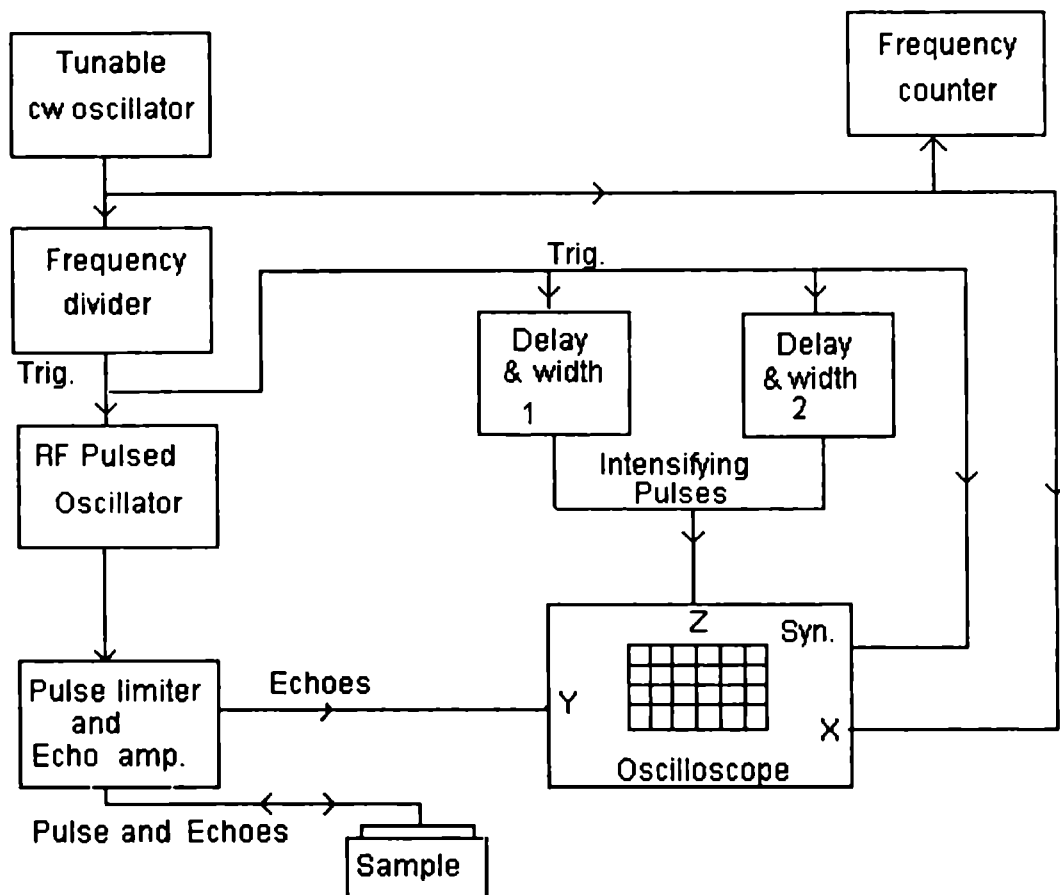 Tunable
cw oscillator
Frequency
counter
Frequency
divider
Trig.
Trig.
Delay
& width
1
Delay
& width
2
RF Pulsed
Oscillator
Intensifying
Pulses
Z
Syn.
Y
X
Oscilloscope
Pulse limiter
and
Echo amp.
Echoes
Pulse and Echoes
Sample